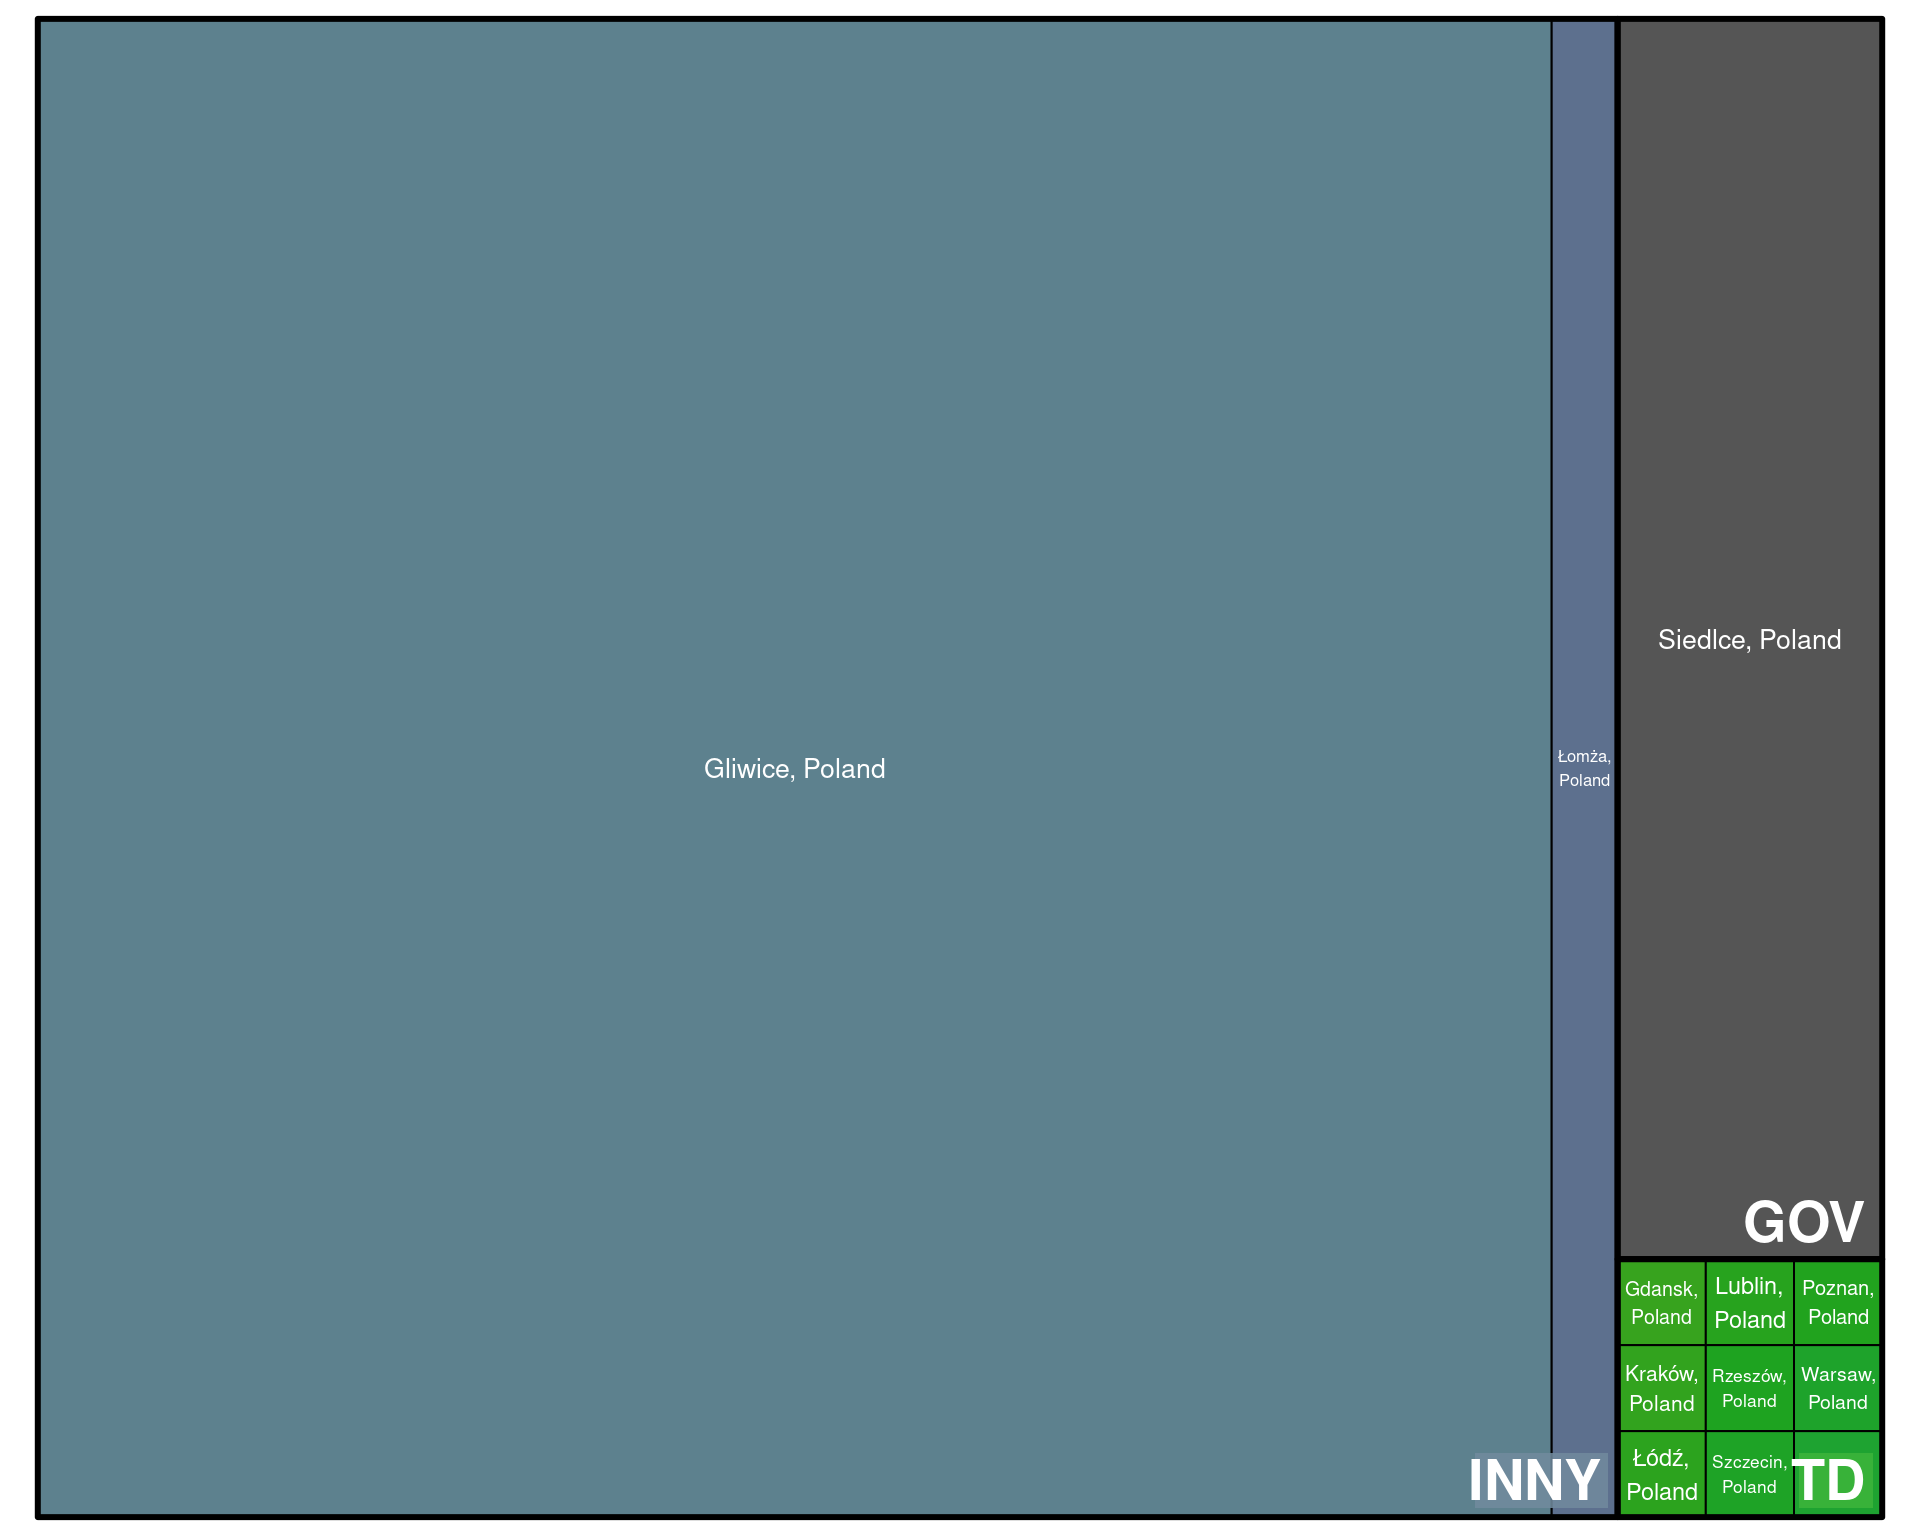 Gliwice, Poland
Łomża,
Poland
INNY
Siedlce, Poland
GOV
Gdansk,
Poland
Lublin,
Poland
Poznan,
Poland
Kraków,
Poland
Rzeszów,
Poland
Warsaw,
Poland
Łódź,
Poland
Szczecin,
Poland
TD